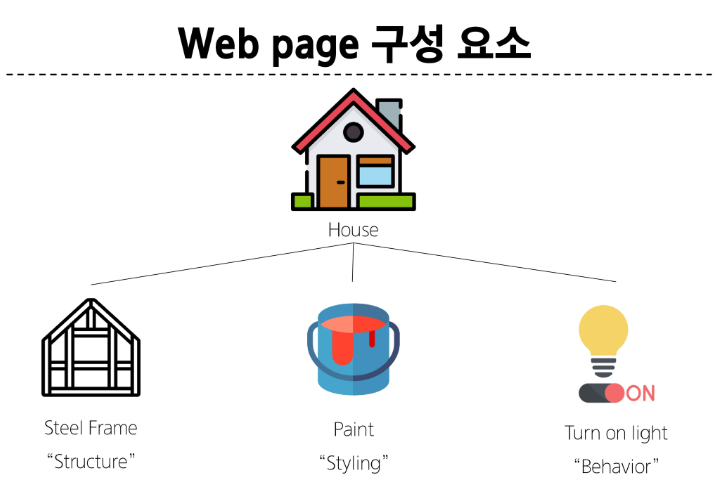 Web page 구성 요소
House
Steel Frame
“Structure”
Paint
“Styling”
ON
Turn on light
“Behavior”